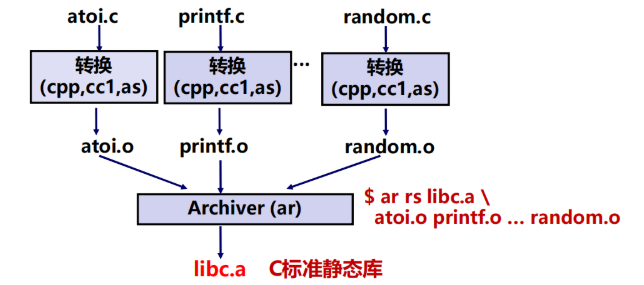 atoi.c printf.c random.c
转换 转换 ... 转换
(cpp,cc1,as) (cpp,cc1,as) (cpp,cc1,as)
atoi.o printf.o random.o
Archiver (ar)
$ ar rs libc.a \
atoi.o printf.o ... random.o
libc.a C标准静态库